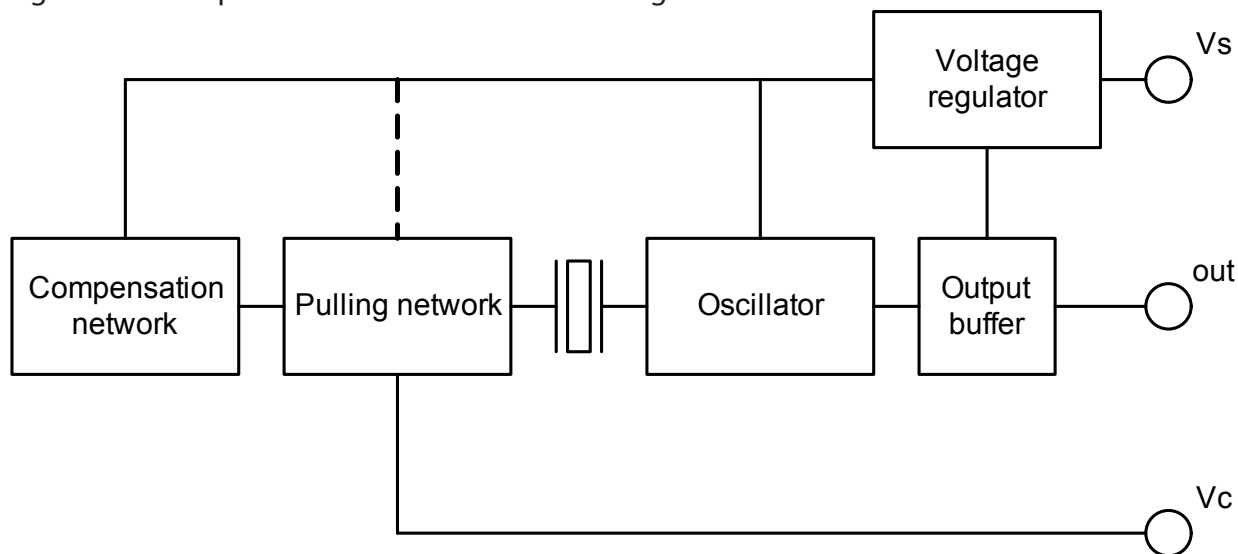 Voltage
regulator
Vs
Compensation
network
Pulling network
Oscillator
Output
buffer
out
Vc